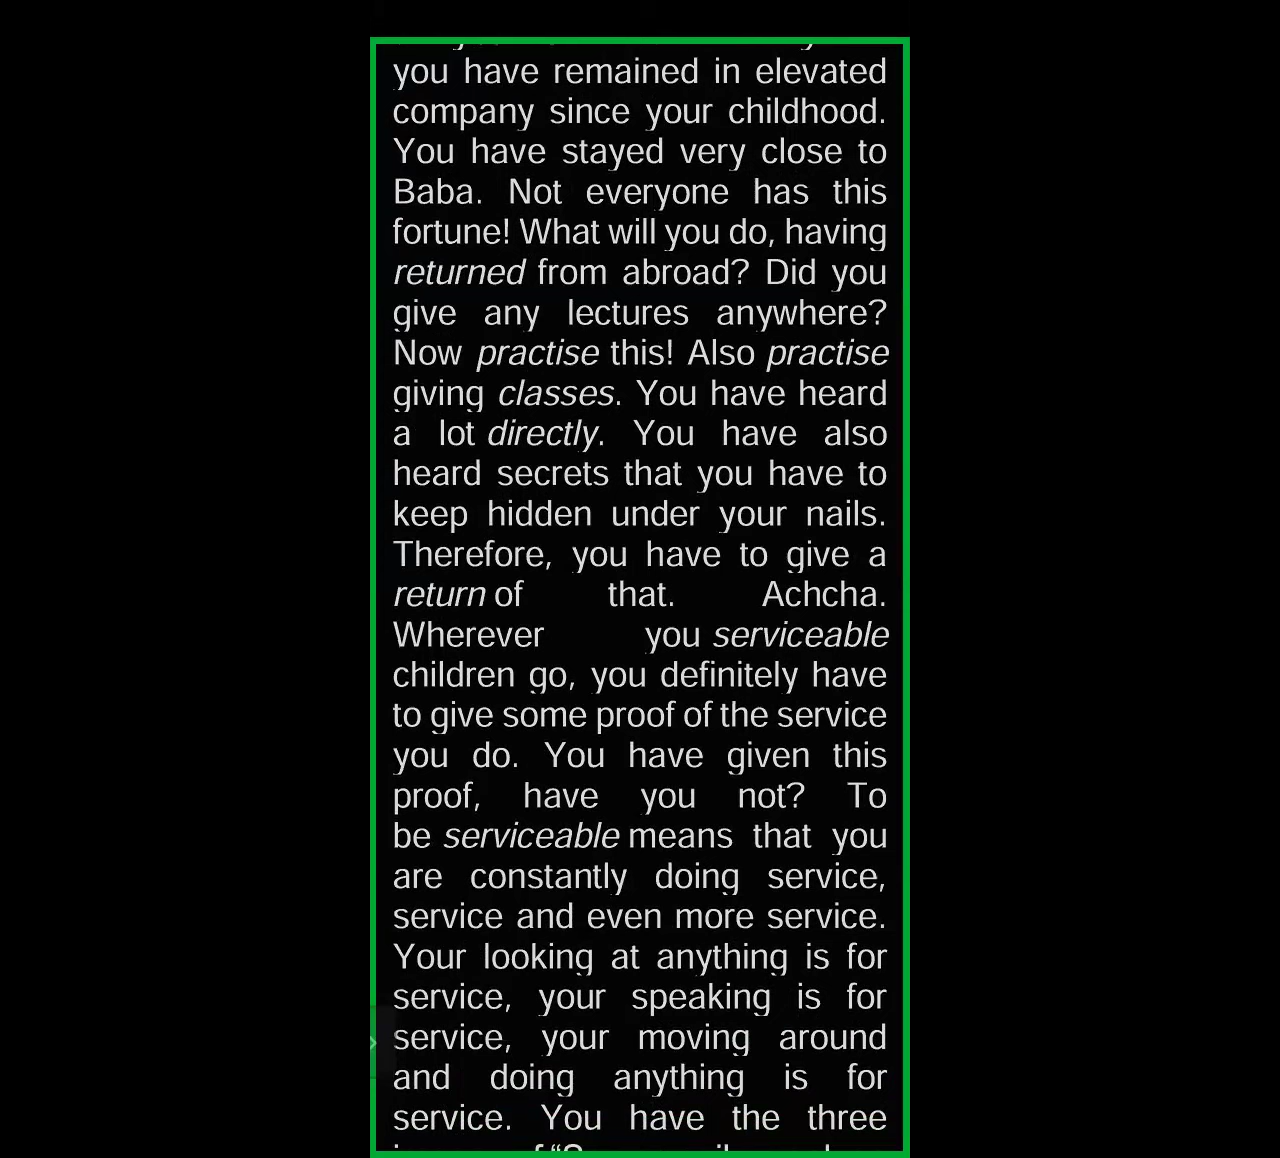 you have remained in elevated
company since your childhood.
You have stayed very close to
Baba. Not everyone has this
fortune! What will you do, having
returned from abroad? Did you
give any lectures anywhere?
Now practise this! Also practise
giving classes. You have heard
a lot directly. You have also
heard secrets that you have to
keep hidden under your nails.
Therefore, you have to give a
return of that. Achcha.
Wherever you serviceable
children go, you definitely have
to give some proof of the service
you do. You have given this
proof, have you not? To
be serviceable means that you
are constantly doing service,
service and even more service.
Your looking at anything is for
service, your speaking is for
service, your moving around
and doing anything is for
service. You have the three